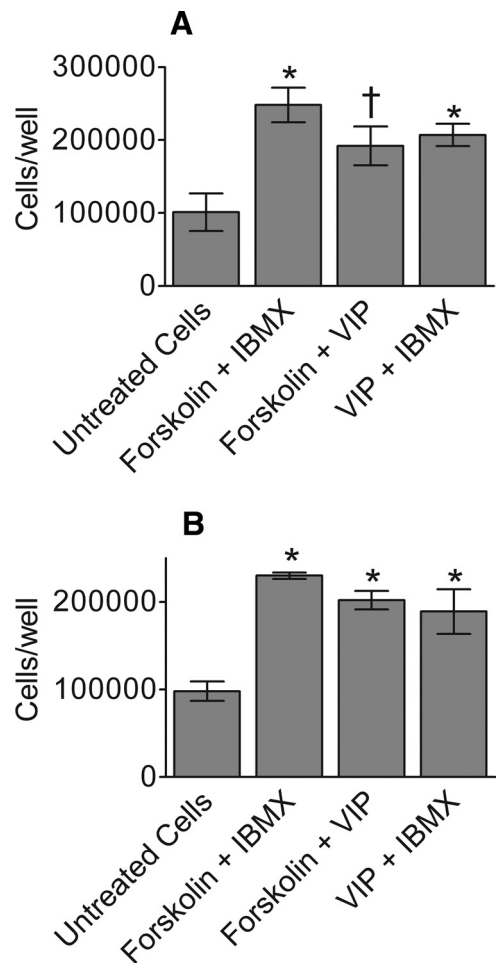 A
Cells/well
300000
200000
100000
0
*
†
*
Untreated Cells
Forskolin + IBMX
Forskolin + VIP
VIP + IBMX
B
Cells/well
200000
100000
0
*
*
*
Untreated Cells
Forskolin + IBMX
Forskolin + VIP
VIP + IBMX